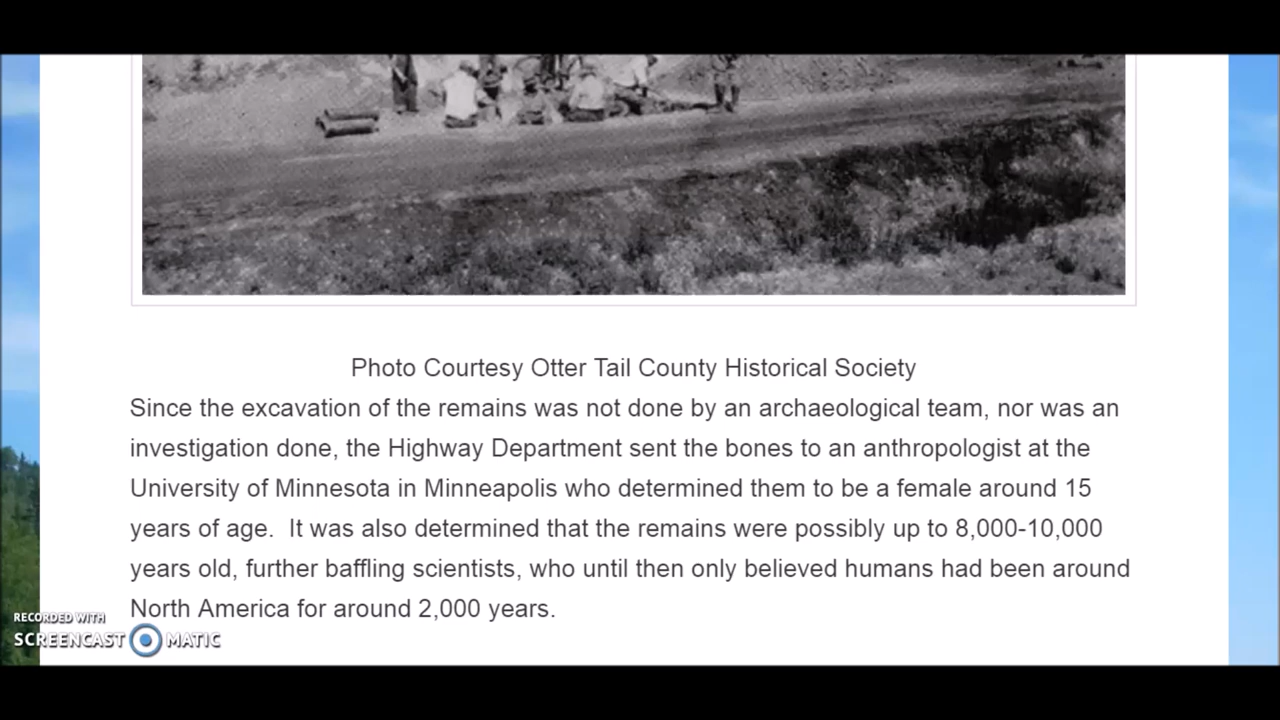 Photo Courtesy Otter Tail County Historical Society
Since the excavation of the remains was not done by an archaeological team, nor was an
investigation done, the Highway Department sent the bones to an anthropologist at the
University of Minnesota in Minneapolis who determined them to be a female around 15
years of age.  It was also determined that the remains were possibly up to 8,000-10,000
years old, further baffling scientists, who until then only believed humans had been around
North America for around 2,000 years.
RECORDED WITH
SCREENCAST MATIC